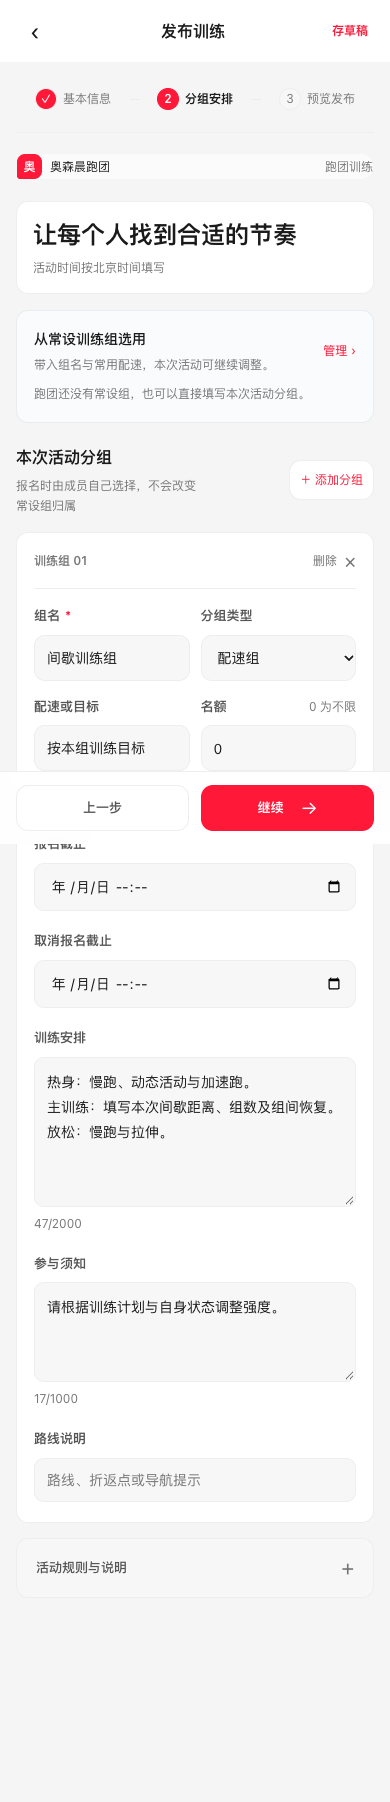 ‹ 发布训练 存草稿
✓ 基本信息 2 分组安排 3 预览发布
奥 奥森晨跑团 跑团训练
让每个人找到合适的节奏
活动时间按北京时间填写
从常设训练组选用
管理 ›
带入组名与常用配速，本次活动可继续调整。
跑团还没有常设组，也可以直接填写本次活动分组。
本次活动分组
+ 添加分组
报名时由成员自己选择，不会改变
常设组归属
训练组 01 删除 ×
组名 * 分组类型
间歇训练组 配速组
配速或目标 名额 0 为不限
按本组训练目标 0
上一步 继续 →
报名截止
年 /月/日 --:--
取消报名截止
年 /月/日 --:--
训练安排
热身：慢跑、动态活动与加速跑。
主训练：填写本次间歇距离、组数及组间恢复。
放松：慢跑与拉伸。
47/2000
参与须知
请根据训练计划与自身状态调整强度。
17/1000
路线说明
路线、折返点或导航提示
活动规则与说明 +